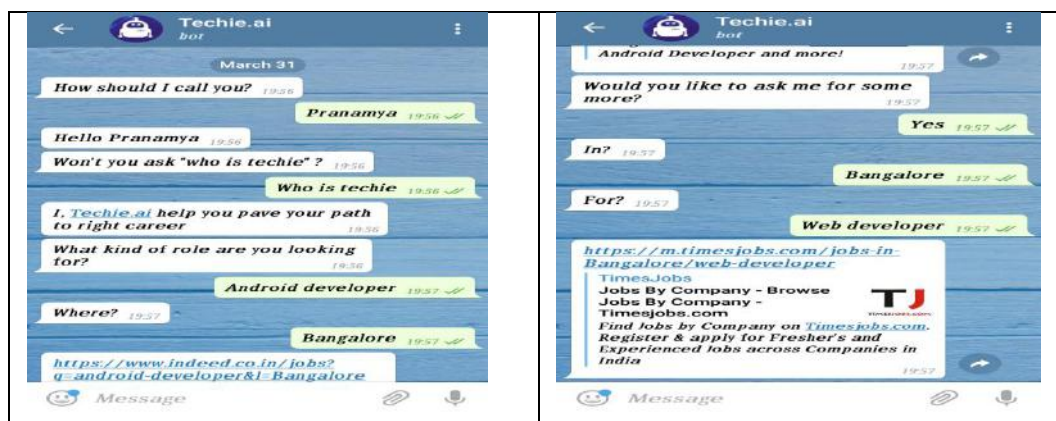 Techie.ai
bot
March 31
How should I call you? 19:56
Pranamya 19:56
Hello Pranamya 19:56
Won't you ask "who is techie" ? 19:56
Who is techie 19:56
I, Techie.ai help you pave your path
to right career 19:56
What kind of role are you looking
for? 19:56
Android developer 19:57
Where? 19:57
Bangalore 19:57
https://www.indeed.co.in/jobs?
q=android-developer&l=Bangalore
Message
Techie.ai
bot
Android Developer and more!
19:57
Would you like to ask me for some
more? 19:57
Yes 19:57
In? 19:57
Bangalore 19:57
For? 19:57
Web developer 19:57
https://m.timesjobs.com/jobs-in-
Bangalore/web-developer
TimesJobs
Jobs By Company - Browse
Jobs By Company -
Timesjobs.com
TJ
Find Jobs by Company on Timesjobs.com.
Register & apply for Fresher's and
Experienced Jobs across Companies in
India
19:57
Message